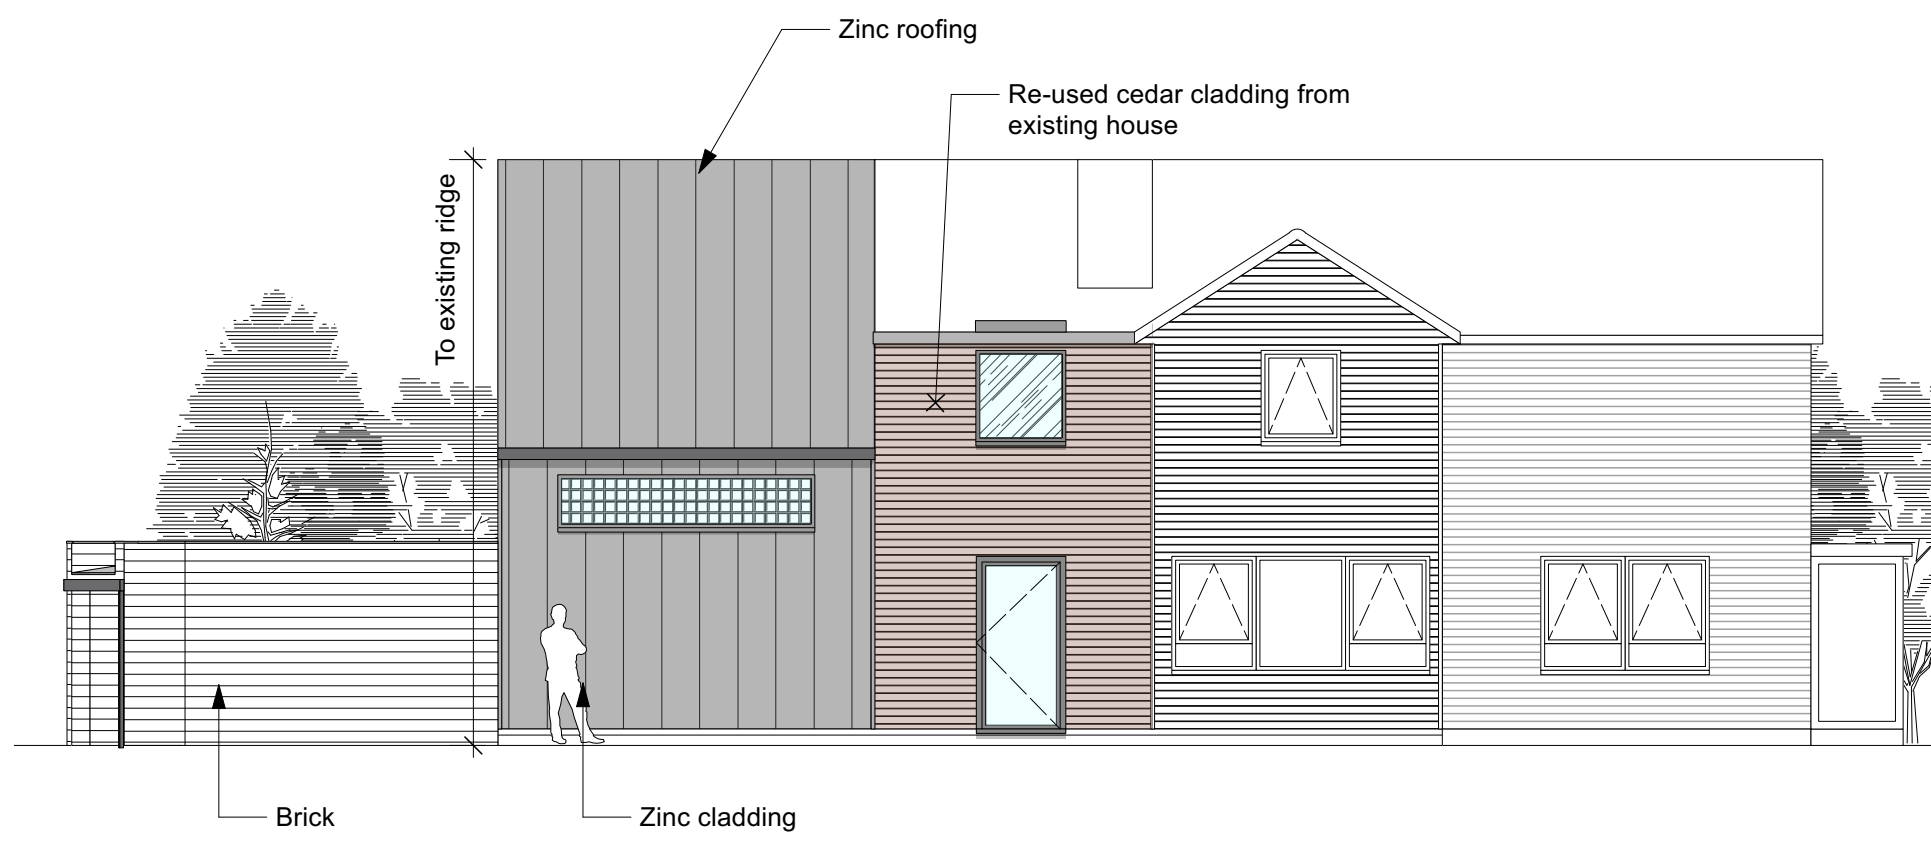 Zinc roofing
Re-used cedar cladding from
existing house
To existing ridge
Brick
Zinc cladding